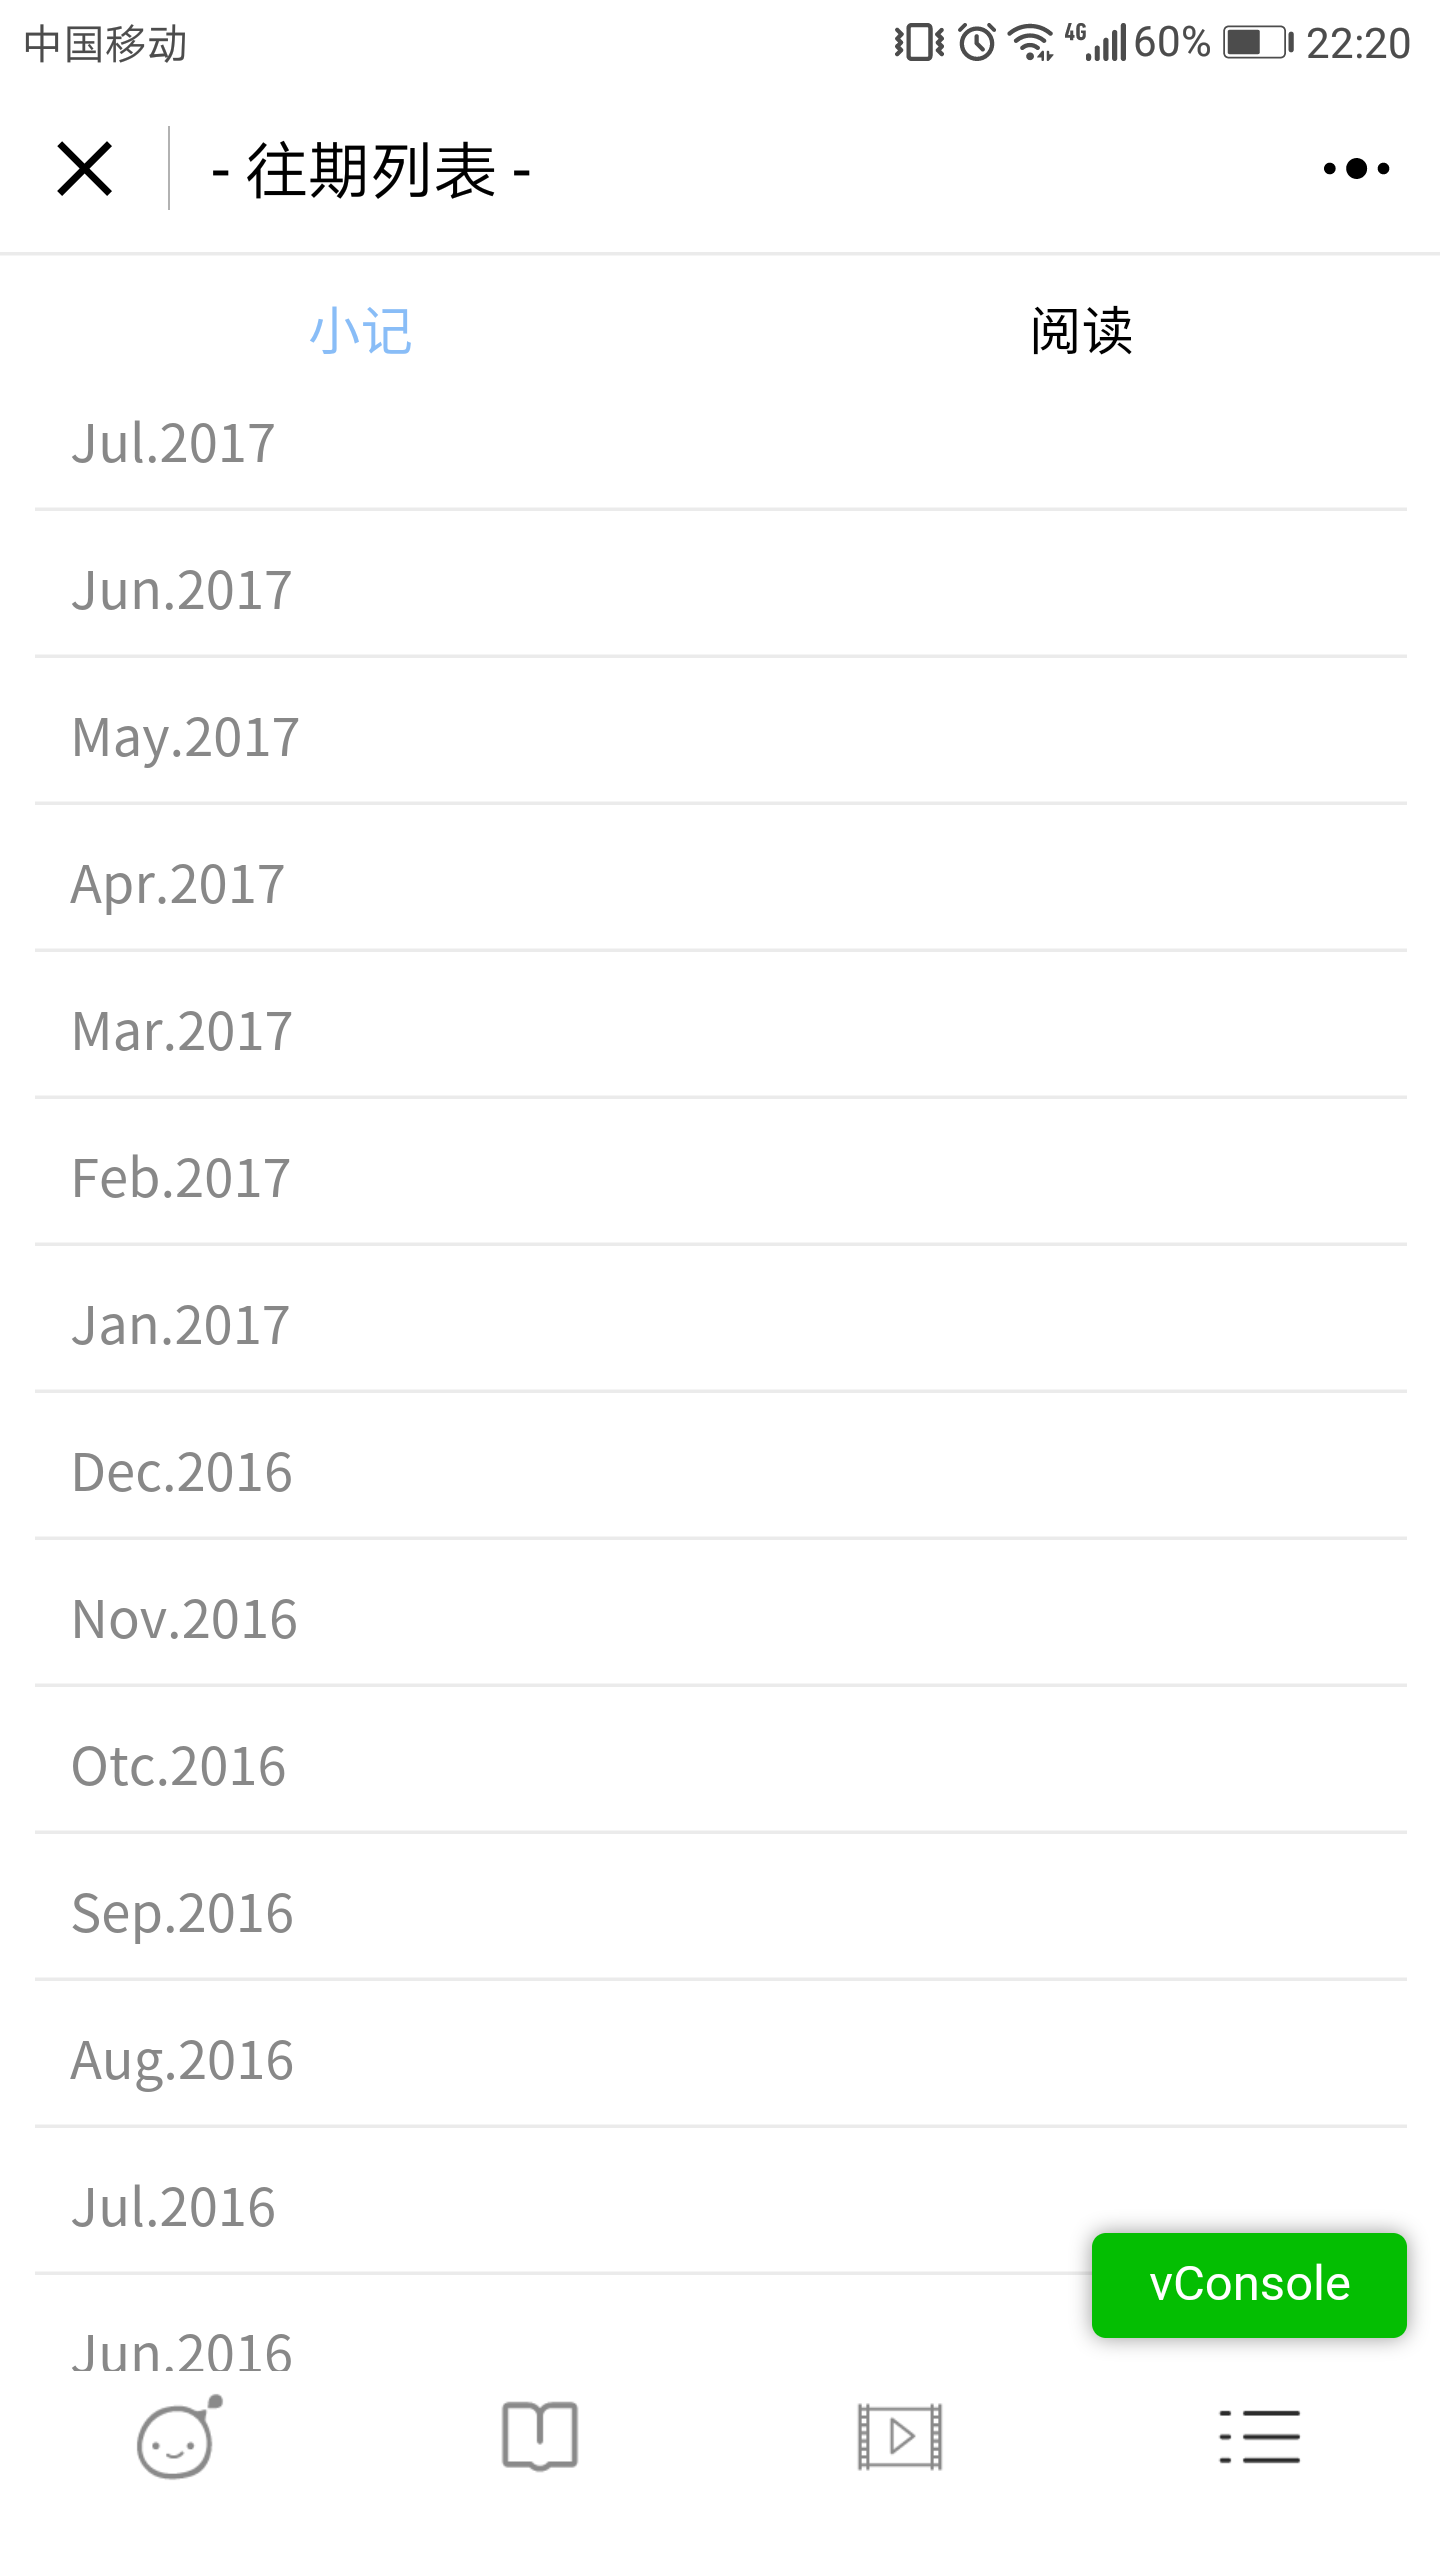 中国移动 4G 60% 22:20
- 往期列表 -
小记 阅读
Jul.2017
Jun.2017
May.2017
Apr.2017
Mar.2017
Feb.2017
Jan.2017
Dec.2016
Nov.2016
Otc.2016
Sep.2016
Aug.2016
Jul.2016
vConsole
Jun.2016